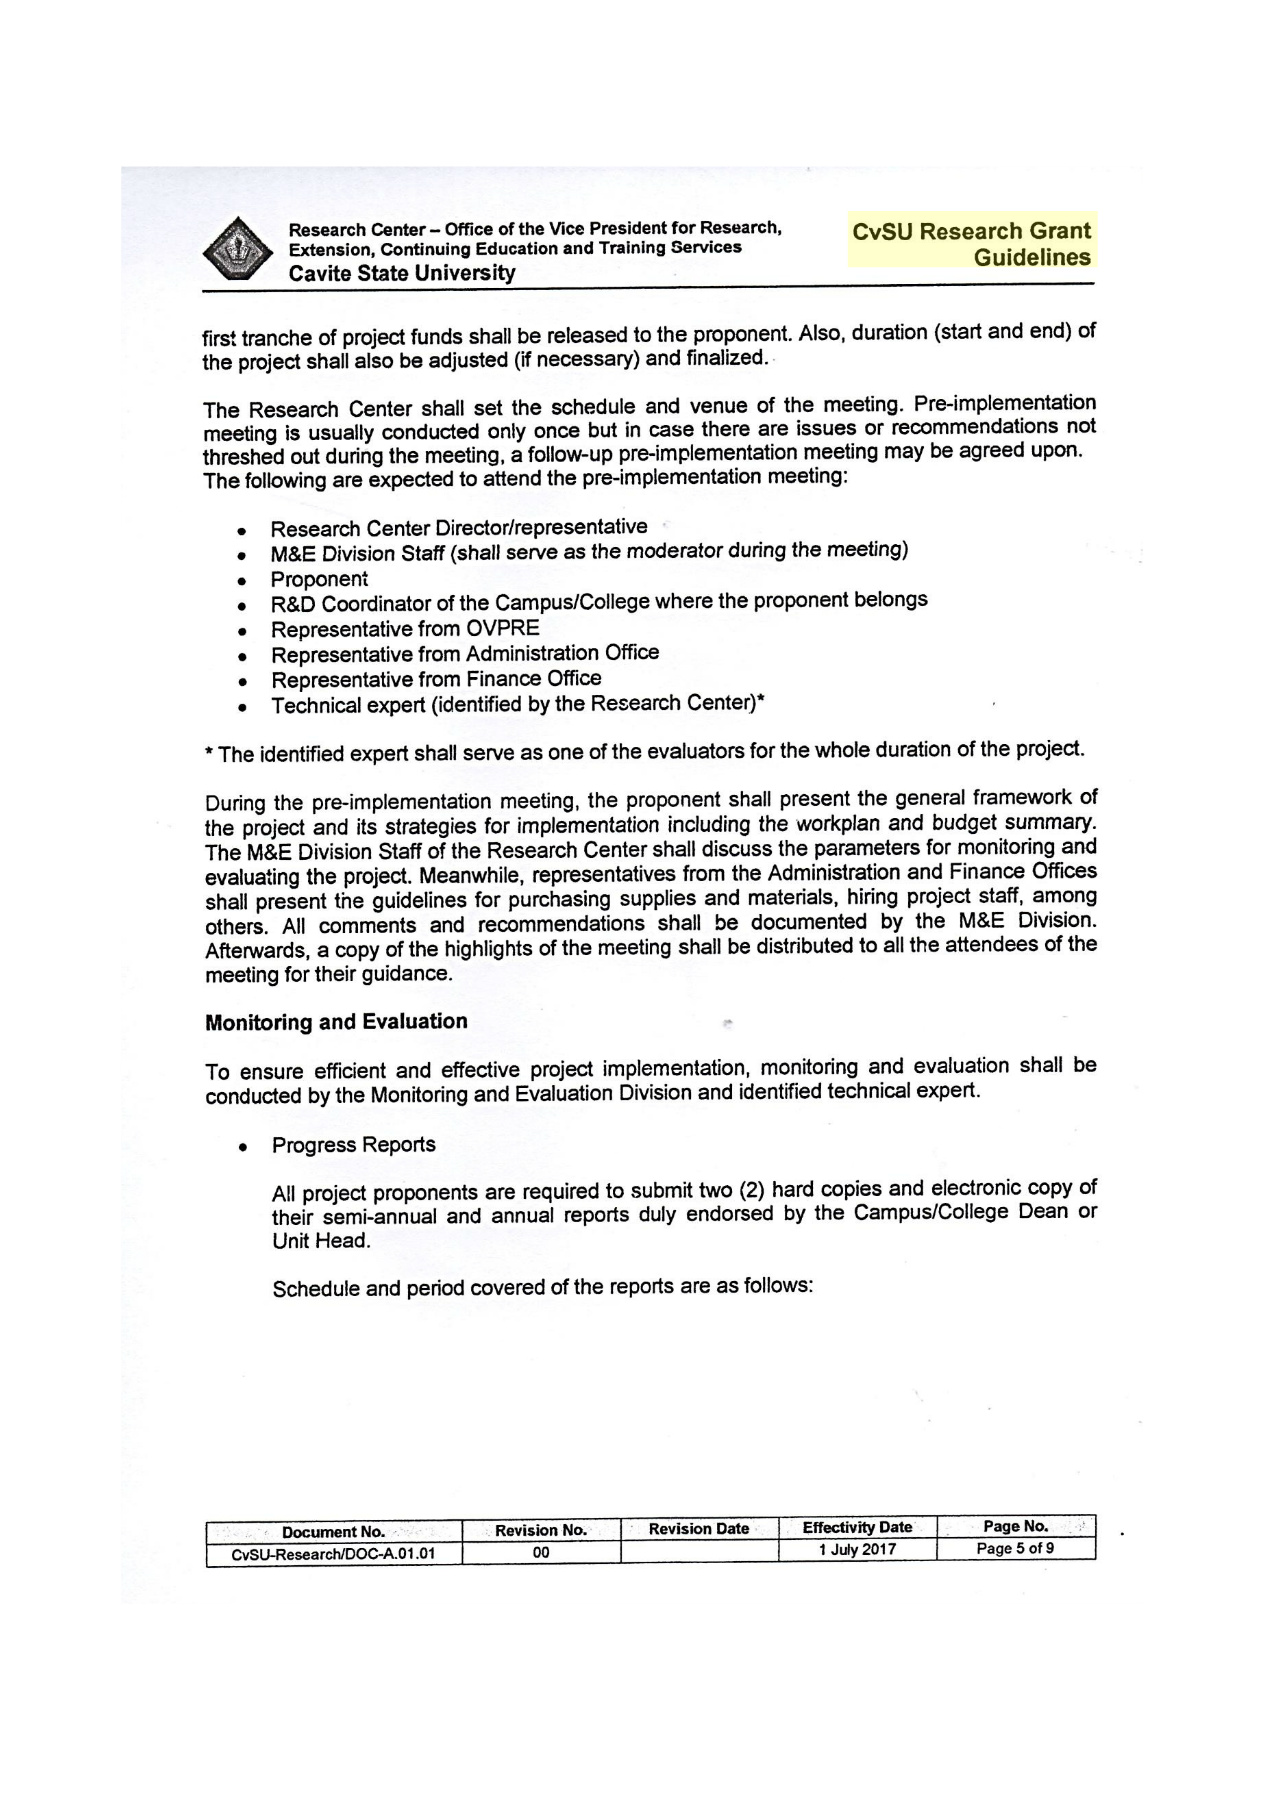 Research Center – Office of the Vice President for Research,
Extension, Continuing Education and Training Services
Cavite State University
CvSU Research Grant
Guidelines
first tranche of project funds shall be released to the proponent. Also, duration (start and end) of
the project shall also be adjusted (if necessary) and finalized.
The Research Center shall set the schedule and venue of the meeting. Pre-implementation
meeting is usually conducted only once but in case there are issues or recommendations not
threshed out during the meeting, a follow-up pre-implementation meeting may be agreed upon.
The following are expected to attend the pre-implementation meeting:
• Research Center Director/representative
• M&E Division Staff (shall serve as the moderator during the meeting)
• Proponent
• R&D Coordinator of the Campus/College where the proponent belongs
• Representative from OVPRE
• Representative from Administration Office
• Representative from Finance Office
• Technical expert (identified by the Research Center)*
* The identified expert shall serve as one of the evaluators for the whole duration of the project.
During the pre-implementation meeting, the proponent shall present the general framework of
the project and its strategies for implementation including the workplan and budget summary.
The M&E Division Staff of the Research Center shall discuss the parameters for monitoring and
evaluating the project. Meanwhile, representatives from the Administration and Finance Offices
shall present the guidelines for purchasing supplies and materials, hiring project staff, among
others. All comments and recommendations shall be documented by the M&E Division.
Afterwards, a copy of the highlights of the meeting shall be distributed to all the attendees of the
meeting for their guidance.
Monitoring and Evaluation
To ensure efficient and effective project implementation, monitoring and evaluation shall be
conducted by the Monitoring and Evaluation Division and identified technical expert.
• Progress Reports
All project proponents are required to submit two (2) hard copies and electronic copy of
their semi-annual and annual reports duly endorsed by the Campus/College Dean or
Unit Head.
Schedule and period covered of the reports are as follows:
Document No. Revision No. Revision Date Effectivity Date Page No.
CvSU-Research/DOC-A.01.01 00 1 July 2017 Page 5 of 9